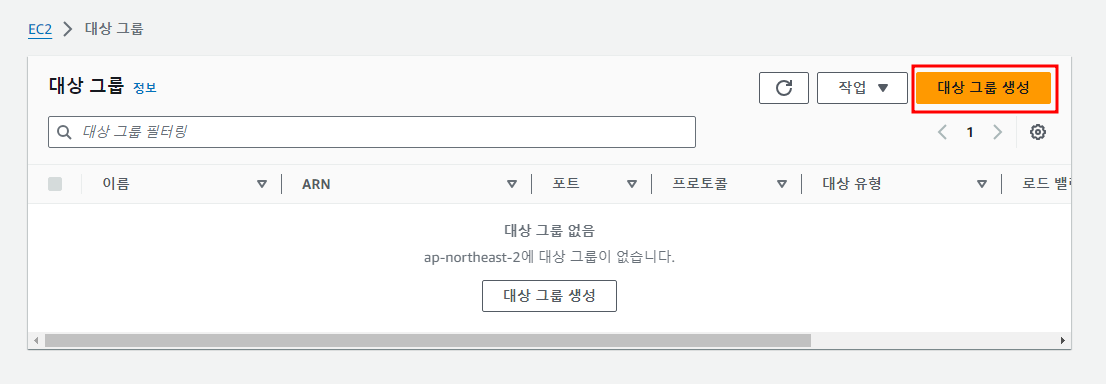 EC2 > 대상 그룹
대상 그룹 정보
작업 ▼ 대상 그룹 생성
대상 그룹 필터링
1
이름 ARN 포트 프로토콜 대상 유형 로드 밸
대상 그룹 없음
ap-northeast-2에 대상 그룹이 없습니다.
대상 그룹 생성